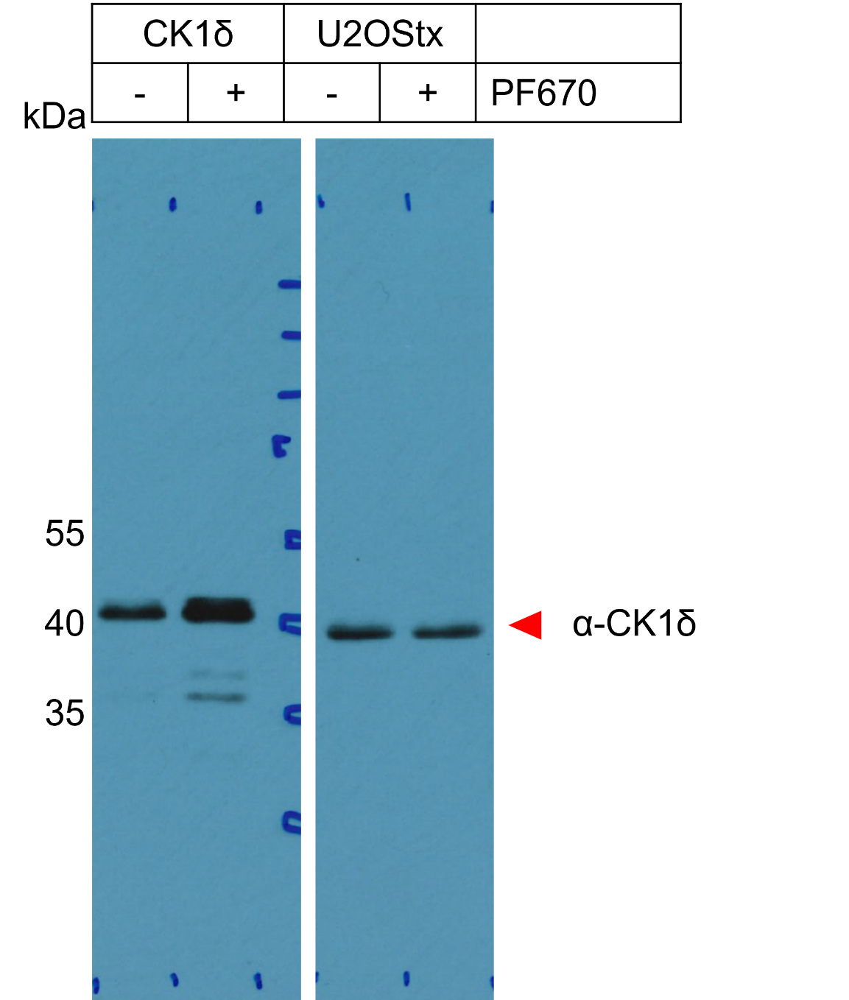 CK1δ U2OStx
- + - + PF670
kDa
55
40
α-CK1δ
35